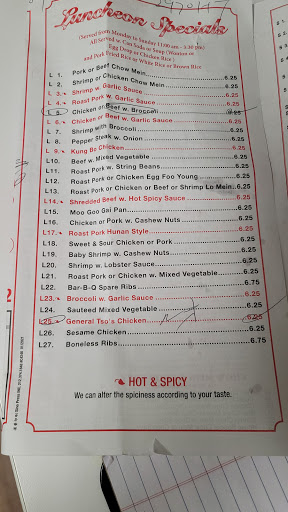 Luncheon Specials
(Served from Monday to Sunday 11:00 am - 3:30 pm)
All Served w. Can Soda or Soup (Wonton or
Egg Drop or Chicken Rice)
and Pork Fried Rice or White Rice or Brown Rice
L 1. Pork or Beef Chow Mein 6.25
L 2. Shrimp or Chicken Chow Mein 6.25
L 3. Shrimp w. Garlic Sauce 6.25
L 4. Roast Pork w. Garlic Sauce 6.25
L 5. Chicken or Beef w. Broccoli 6.25
L 6. Chicken or Beef w. Garlic Sauce 6.25
L 7. Shrimp with Broccoli 6.25
L 8. Pepper Steak w. Onion 6.25
L 9. Kung Bo Chicken 6.25
L10. Beef w. Mixed Vegetable 6.25
L11. Roast Pork w. String Beans 6.25
L12. Roast Pork or Chicken Egg Foo Young 6.25
L13. Roast Pork or Chicken or Beef or Shrimp Lo Mein 6.25
L14. Shredded Beef w. Hot Spicy Sauce 6.25
L15. Moo Goo Gai Pan 6.25
L16. Chicken or Pork w. Cashew Nuts 6.25
L17. Roast Pork Hunan Style 6.25
L18. Sweet & Sour Chicken or Pork 6.25
L19. Baby Shrimp w. Cashew Nuts 6.25
L20. Shrimp w. Lobster Sauce 6.25
L21. Roast Pork or Chicken w. Mixed Vegetable 6.25
L22. Bar-B-Q Spare Ribs 6.75
L23. Broccoli w. Garlic Sauce 6.25
L24. Sauteed Mixed Vegetable 6.25
L25. General Tso's Chicken 6.25
L26. Sesame Chicken 6.25
L27. Boneless Ribs 6.75
HOT & SPICY
We can alter the spiciness according to your taste.